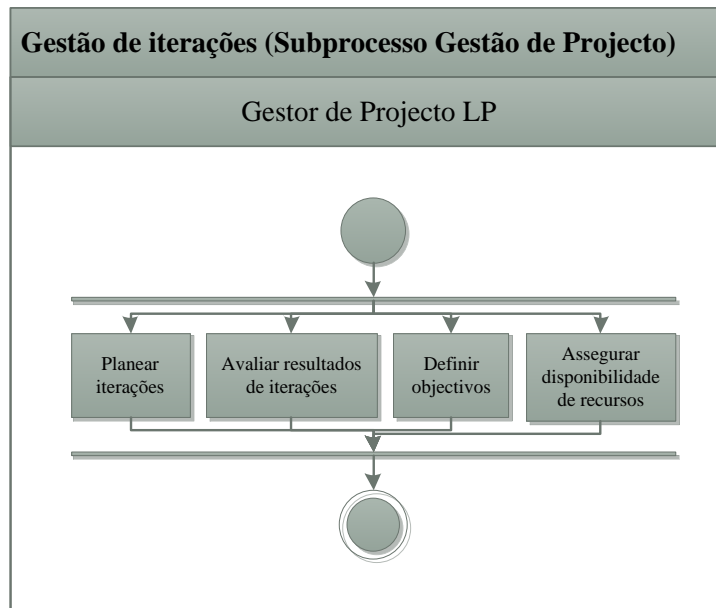 Gestão de iterações (Subprocesso Gestão de Projecto)
Gestor de Projecto LP
Planear
iterações
Avaliar resultados
de iterações
Definir
objectivos
Assegurar
disponibilidade
de recursos